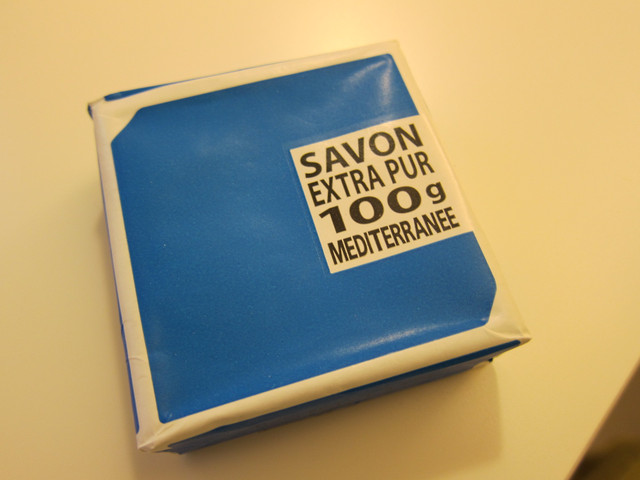 SAVON
EXTRA PUR
100g
MEDITERRANEE